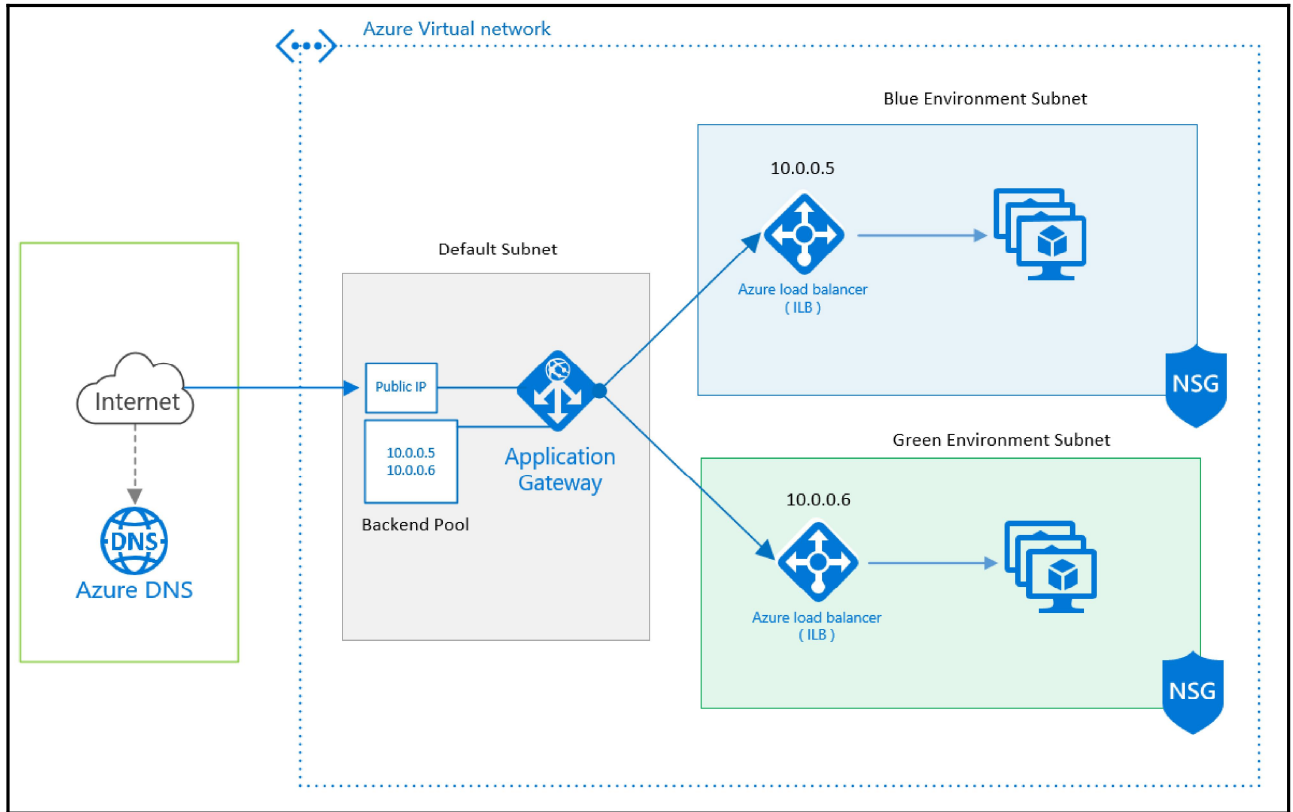 Azure Virtual network
Blue Environment Subnet
10.0.0.5
Azure load balancer
( ILB )
NSG
Default Subnet
Internet
Public IP
10.0.0.5
10.0.0.6
Application
Gateway
Backend Pool
DNS
Azure DNS
Green Environment Subnet
10.0.0.6
Azure load balancer
( ILB )
NSG